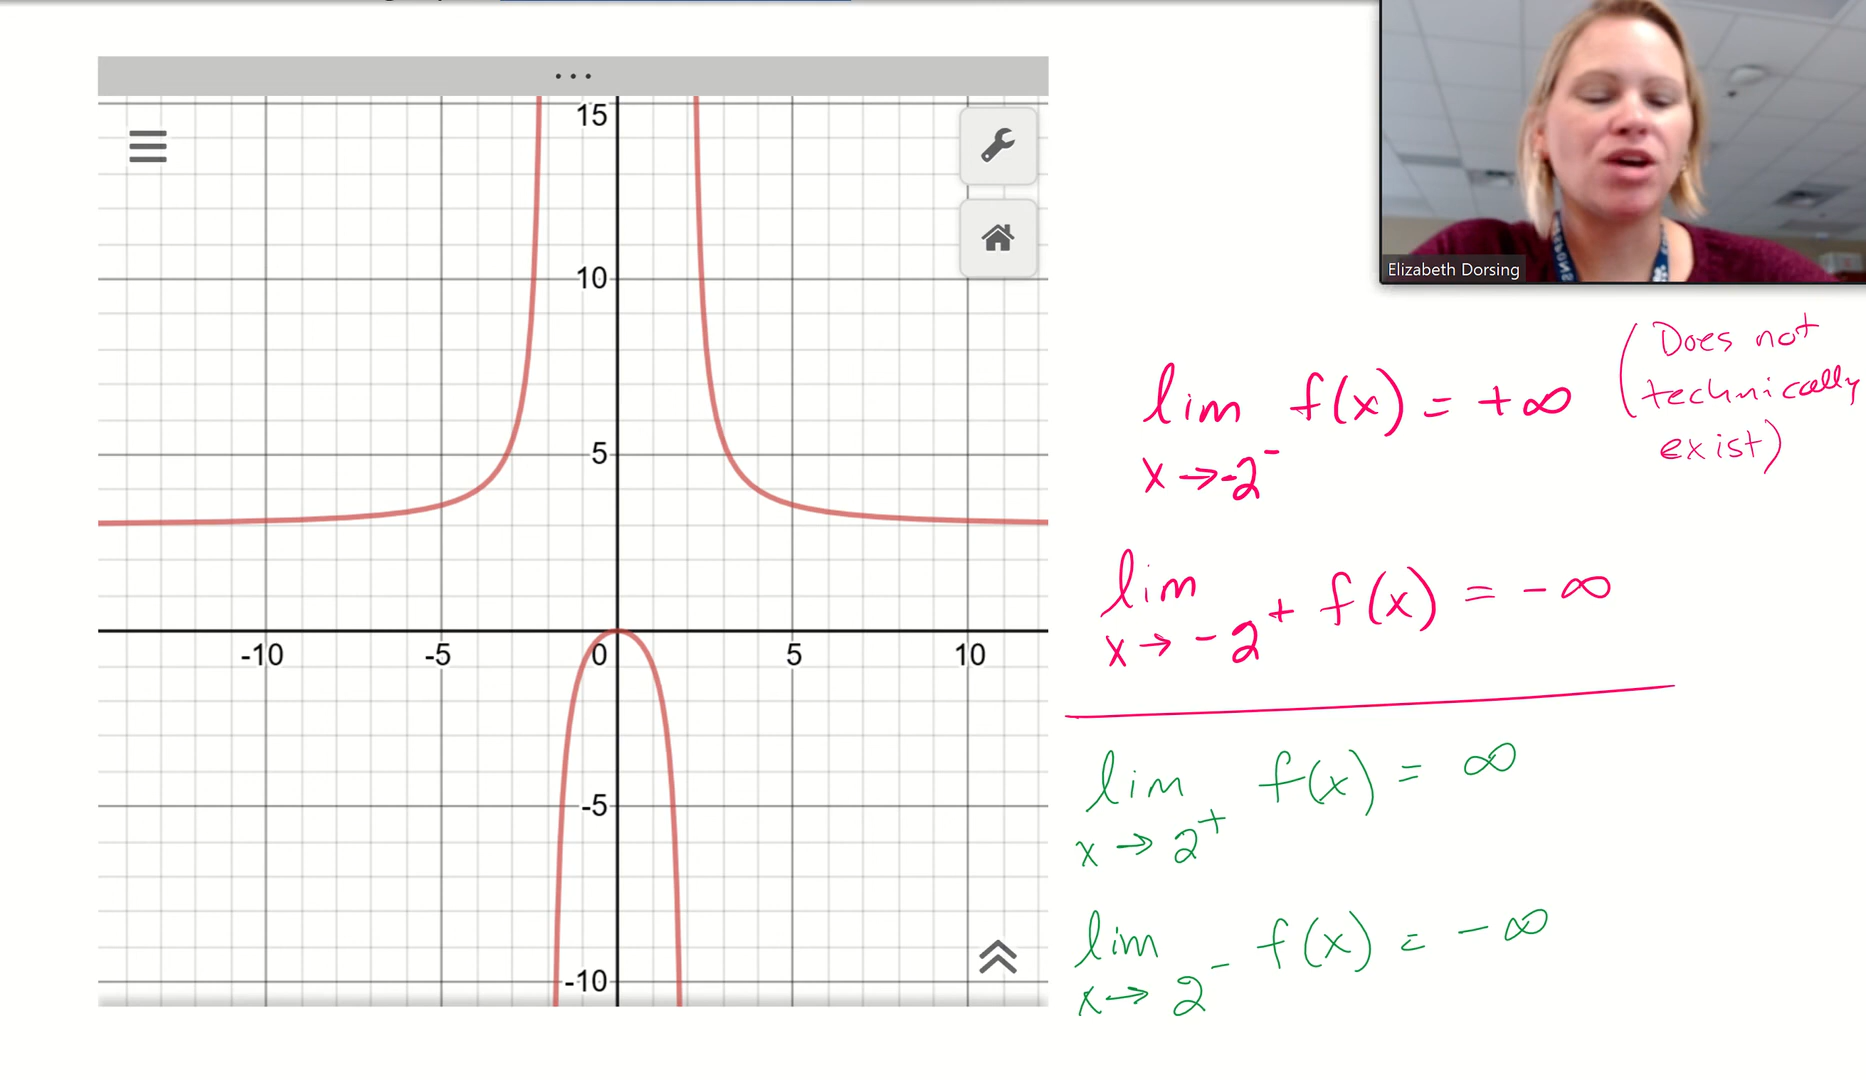 ...
15
10
5
-10
-5
0
5
10
-5
-10
Elizabeth Dorsing
lim f(x) = +∞
x → -2⁻
(Does not
technically
exist)
lim f(x) = -∞
x → -2⁺
lim f(x) = ∞
x → 2⁺
lim f(x) = -∞
x → 2⁻